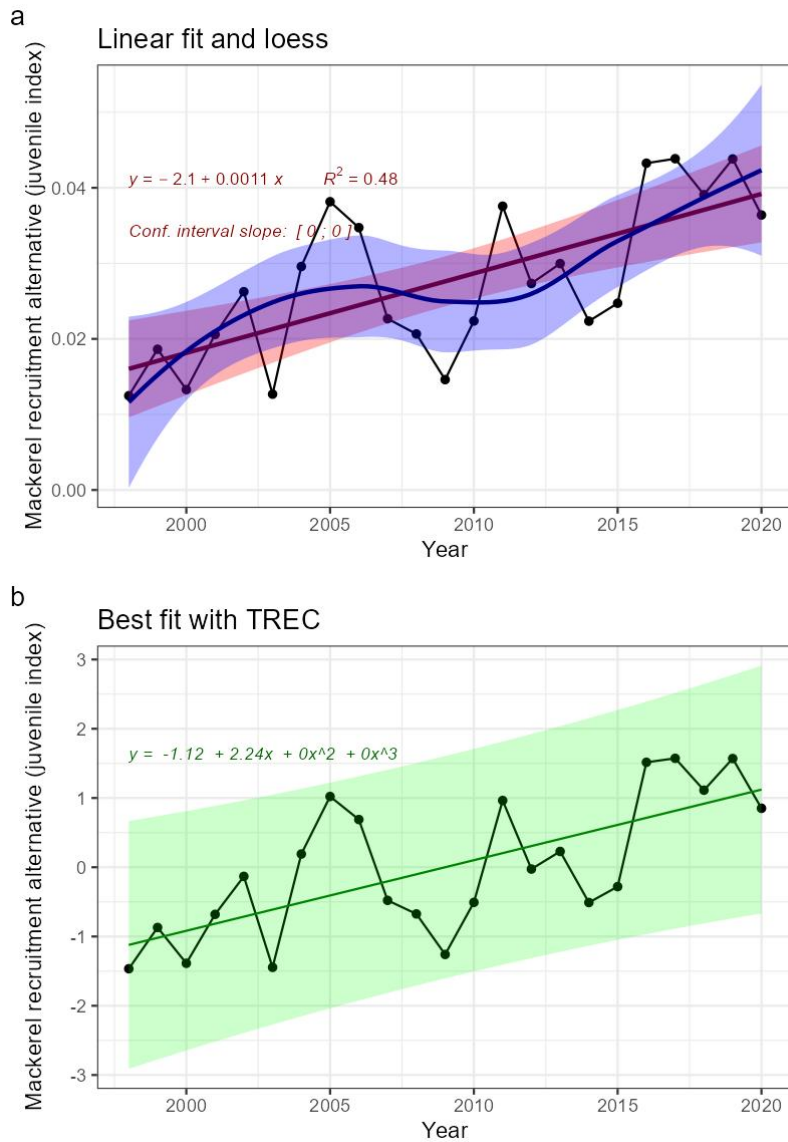 a
Linear fit and loess
Mackerel recruitment alternative (juvenile index)
y = − 2.1 + 0.0011 x R² = 0.48
Conf. interval slope: [ 0 ; 0 ]
0.04
0.02
0.00
2000 2005 2010 2015 2020
Year
b
Best fit with TREC
Mackerel recruitment alternative (juvenile index)
y = -1.12 + 2.24x + 0x^2 + 0x^3
3
2
1
0
-1
-2
-3
2000 2005 2010 2015 2020
Year